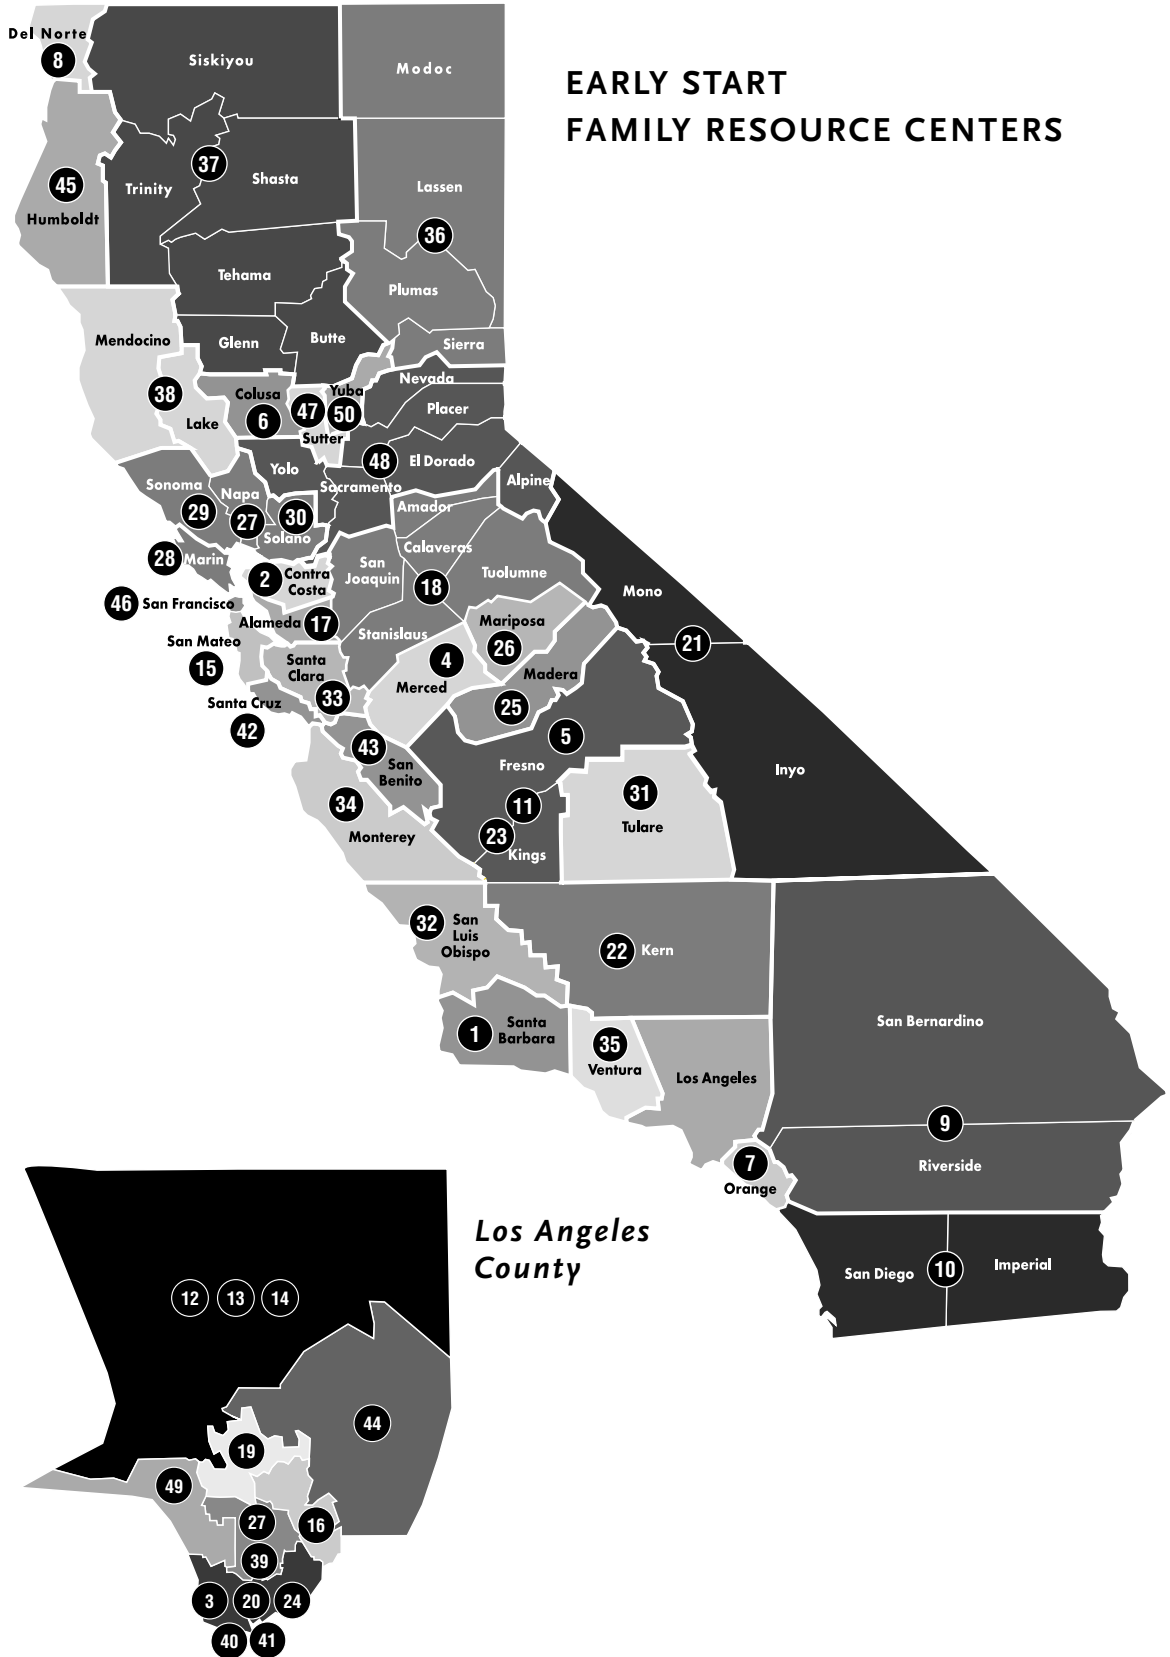 EARLY START
FAMILY RESOURCE CENTERS
Del Norte
8
Siskiyou
Modoc
37
45
Trinity
Shasta
Lassen
Humboldt
36
Tehama
Plumas
Mendocino
Glenn
Butte
Sierra
38
Colusa
Yuba
Nevada
6
47
50
Placer
Lake
Sutter
48
El Dorado
Yolo
Sonoma
Napa
Sacramento
Alpine
29
27
30
Amador
Solano
28
Marin
Calaveras
2
Contra
Costa
San
Joaquin
18
Tuolumne
Mono
46
San Francisco
Alameda
17
Stanislaus
Mariposa
26
21
San Mateo
15
Santa
Clara
33
4
Merced
Madera
25
Santa Cruz
42
43
San
Benito
5
Fresno
Inyo
34
Monterey
11
23
Kings
31
Tulare
32
San
Luis
Obispo
22
Kern
1
Santa
Barbara
35
Ventura
Los Angeles
San Bernardino
9
7
Orange
Riverside
San Diego
10
Imperial
Los Angeles
County
12
13
14
44
19
49
27
16
39
3
20
24
40
41